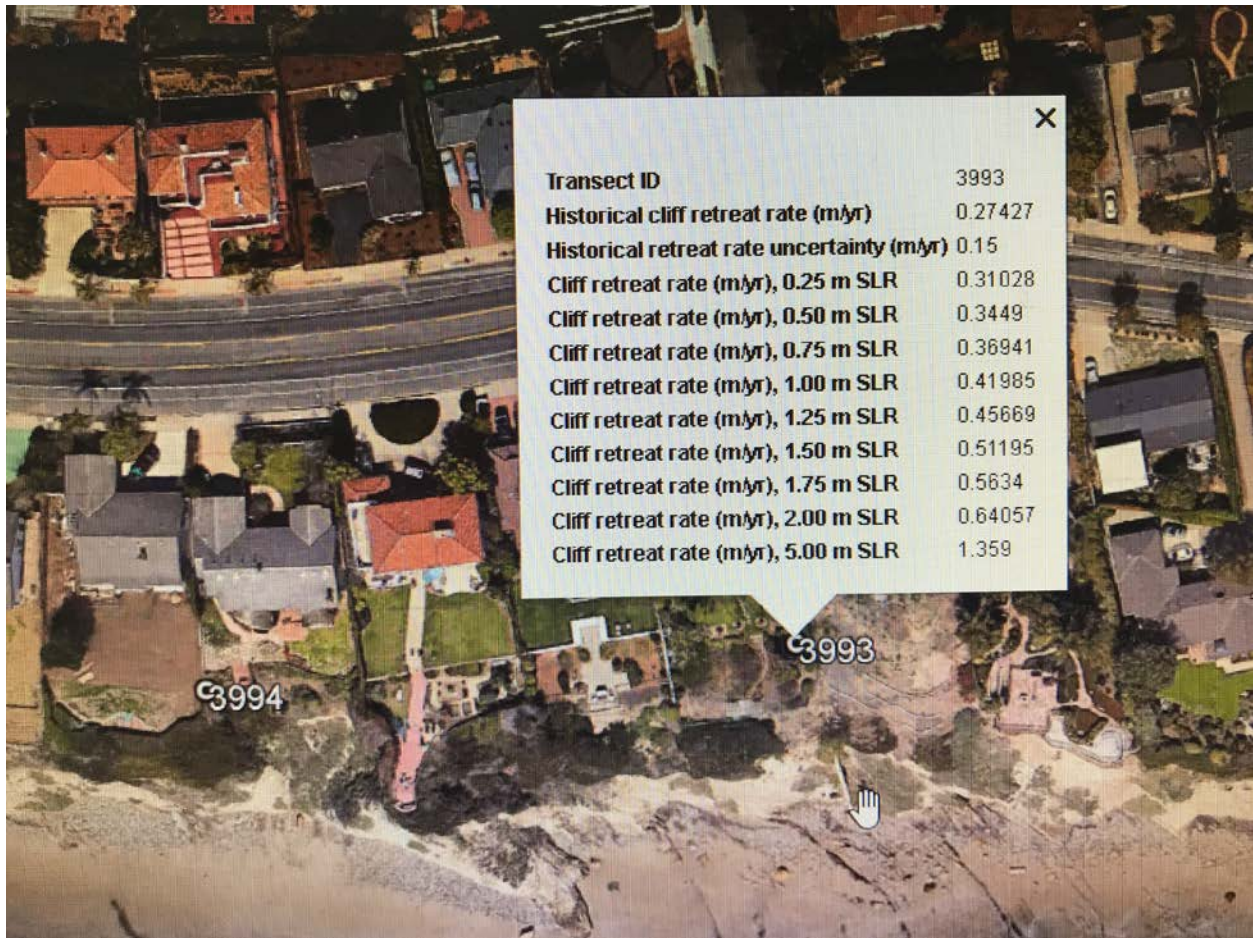 Transect ID 3993
Historical cliff retreat rate (m/yr) 0.27427
Historical retreat rate uncertainty (m/yr) 0.15
Cliff retreat rate (m/yr), 0.25 m SLR 0.31028
Cliff retreat rate (m/yr), 0.50 m SLR 0.3449
Cliff retreat rate (m/yr), 0.75 m SLR 0.36941
Cliff retreat rate (m/yr), 1.00 m SLR 0.41985
Cliff retreat rate (m/yr), 1.25 m SLR 0.45669
Cliff retreat rate (m/yr), 1.50 m SLR 0.51195
Cliff retreat rate (m/yr), 1.75 m SLR 0.5634
Cliff retreat rate (m/yr), 2.00 m SLR 0.64057
Cliff retreat rate (m/yr), 5.00 m SLR 1.359
3993
3994